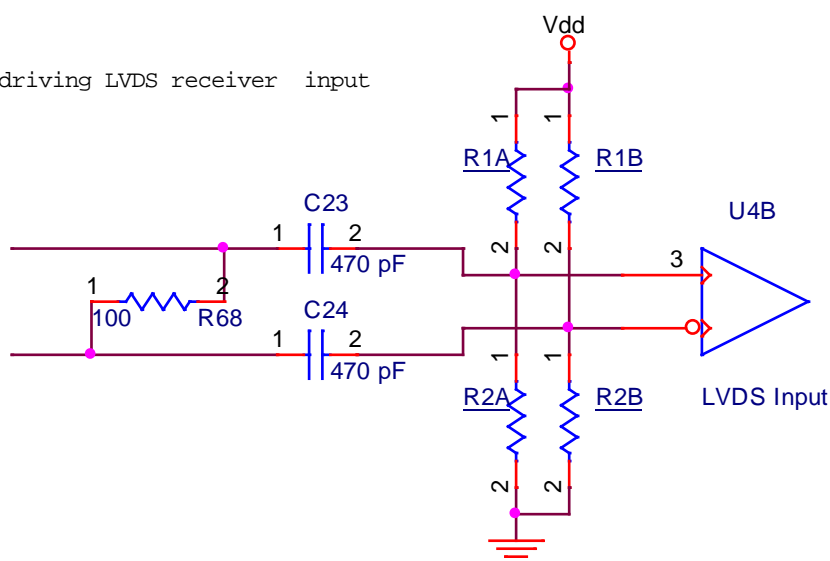 Vdd
driving LVDS receiver input
1 1
R1A R1B
U4B
C23
1 2 2 2 3
470 pF
1 2
100 R68
C24
1 2 1 1
470 pF
R2A R2B
LVDS Input
2 2